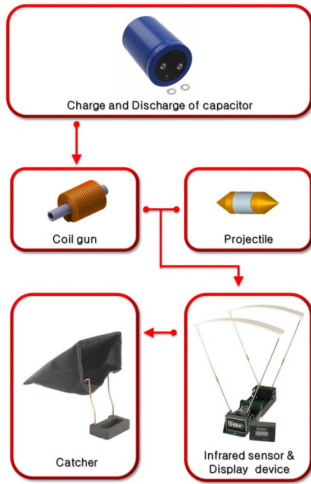 Charge and Discharge of capacitor
Coil gun
Projectile
Catcher
Infrared sensor &
Display device